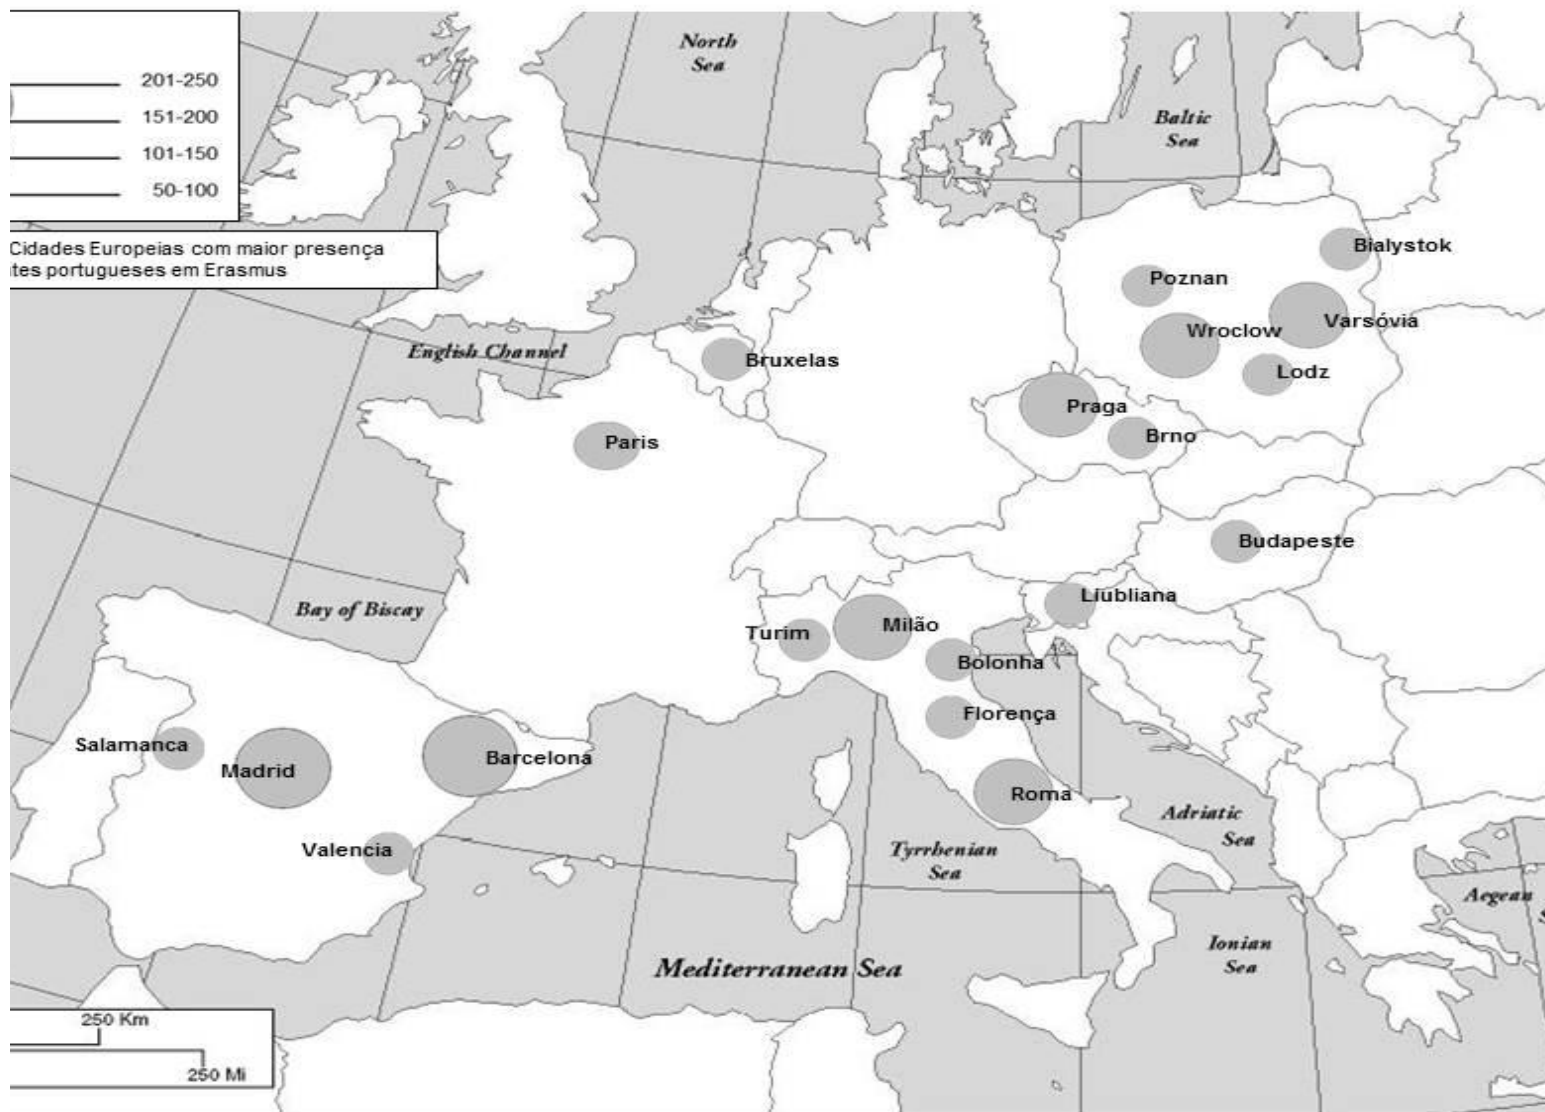 201-250
151-200
101-150
50-100
Cidades Europeias com maior presença
tes portugueses em Erasmus
North
Sea
Baltic
Sea
Bialystok
Poznan
Varsóvia
Wroclow
Lodz
English Channel
Bruxelas
Praga
Brno
Paris
Budapeste
Bay of Biscay
Liubliana
Turim
Milão
Bolonha
Florença
Salamanca
Madrid
Barcelona
Roma
Valencia
Adriatic
Sea
Tyrrhenian
Sea
Aegean
S
Ionian
Sea
Mediterranean Sea
250 Km
250 Mi